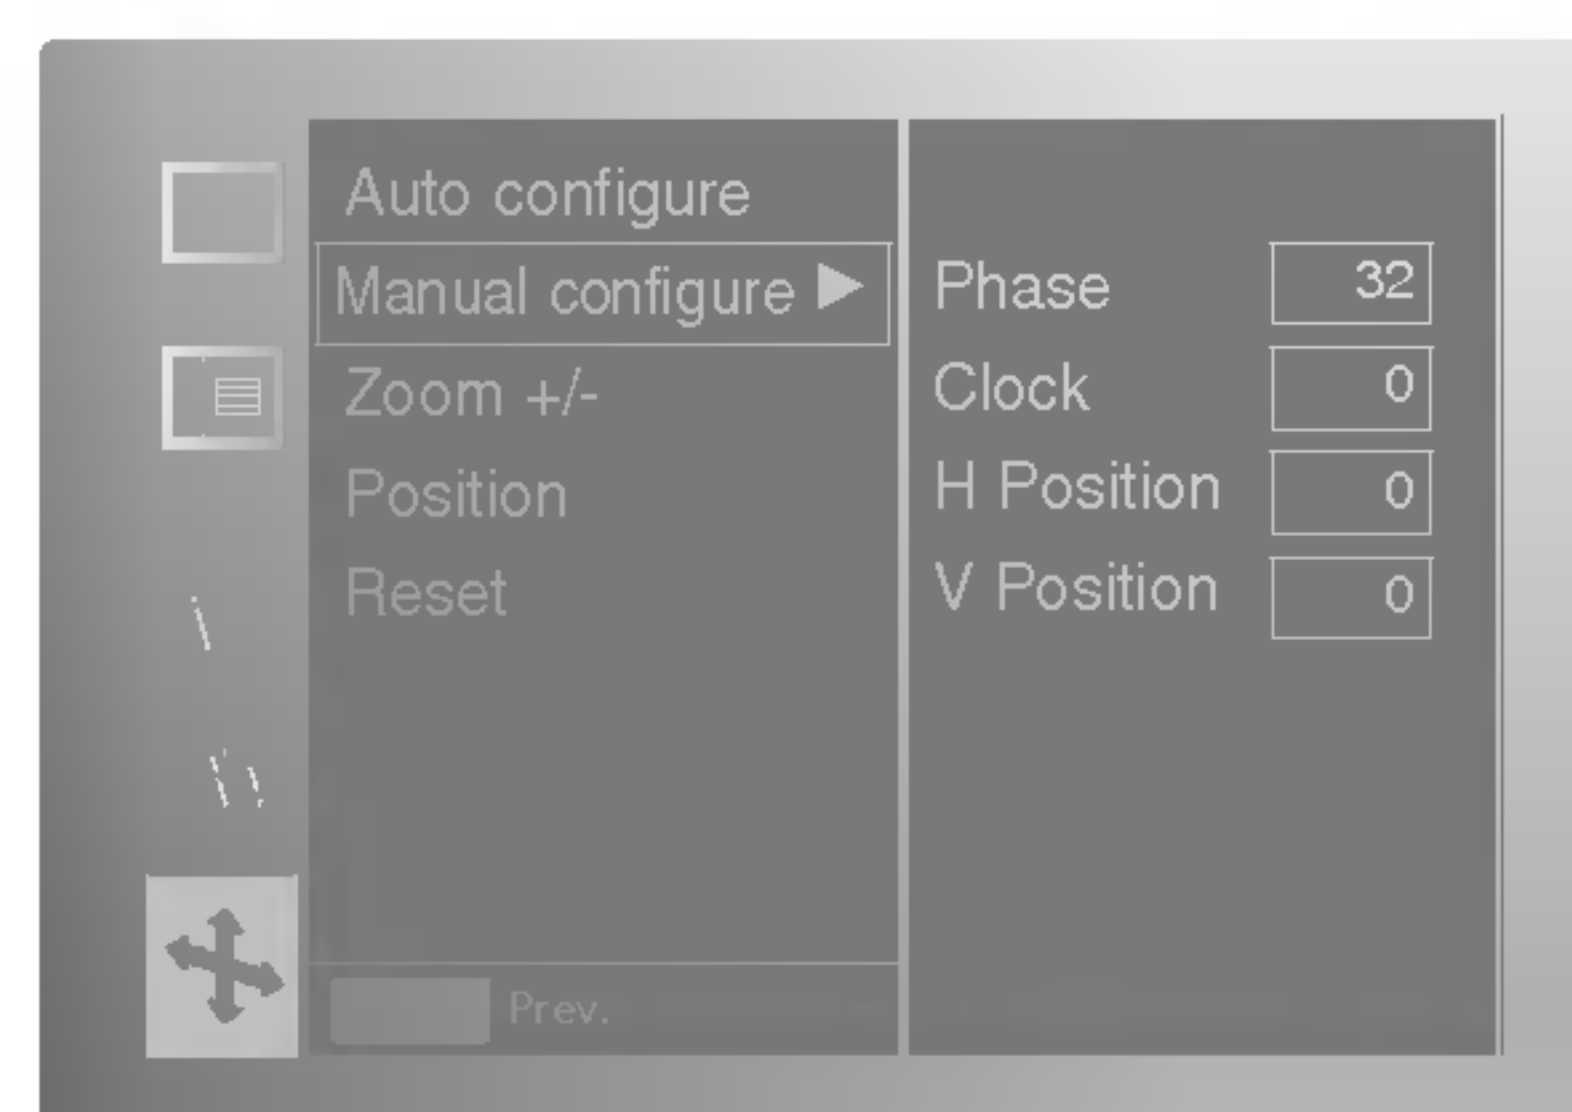 Auto configure
Manual configure ▶
Zoom +/-
Position
Reset
Prev.
Phase 32
Clock 0
H Position 0
V Position 0